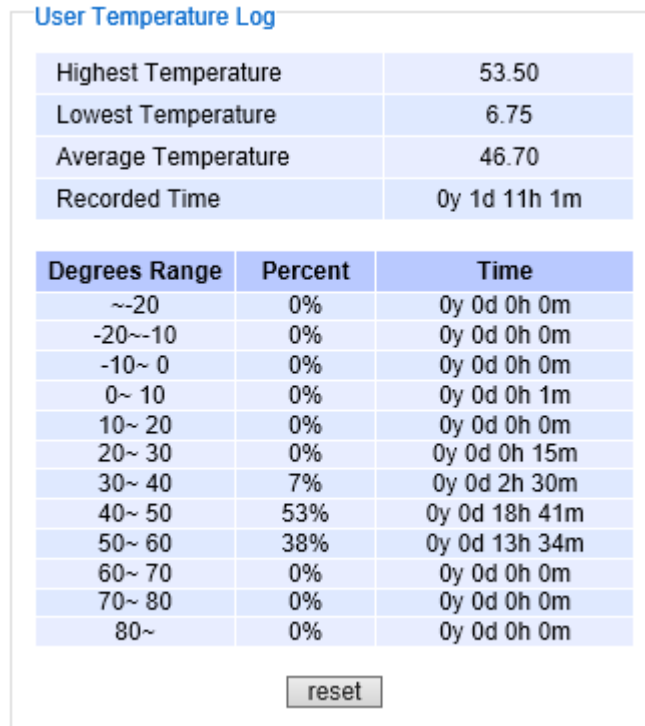 User Temperature Log
Highest Temperature 53.50
Lowest Temperature 6.75
Average Temperature 46.70
Recorded Time 0y 1d 11h 1m
Degrees Range Percent Time
~-20 0% 0y 0d 0h 0m
-20~-10 0% 0y 0d 0h 0m
-10~ 0 0% 0y 0d 0h 0m
0~ 10 0% 0y 0d 0h 1m
10~ 20 0% 0y 0d 0h 0m
20~ 30 0% 0y 0d 0h 15m
30~ 40 7% 0y 0d 2h 30m
40~ 50 53% 0y 0d 18h 41m
50~ 60 38% 0y 0d 13h 34m
60~ 70 0% 0y 0d 0h 0m
70~ 80 0% 0y 0d 0h 0m
80~ 0% 0y 0d 0h 0m
reset